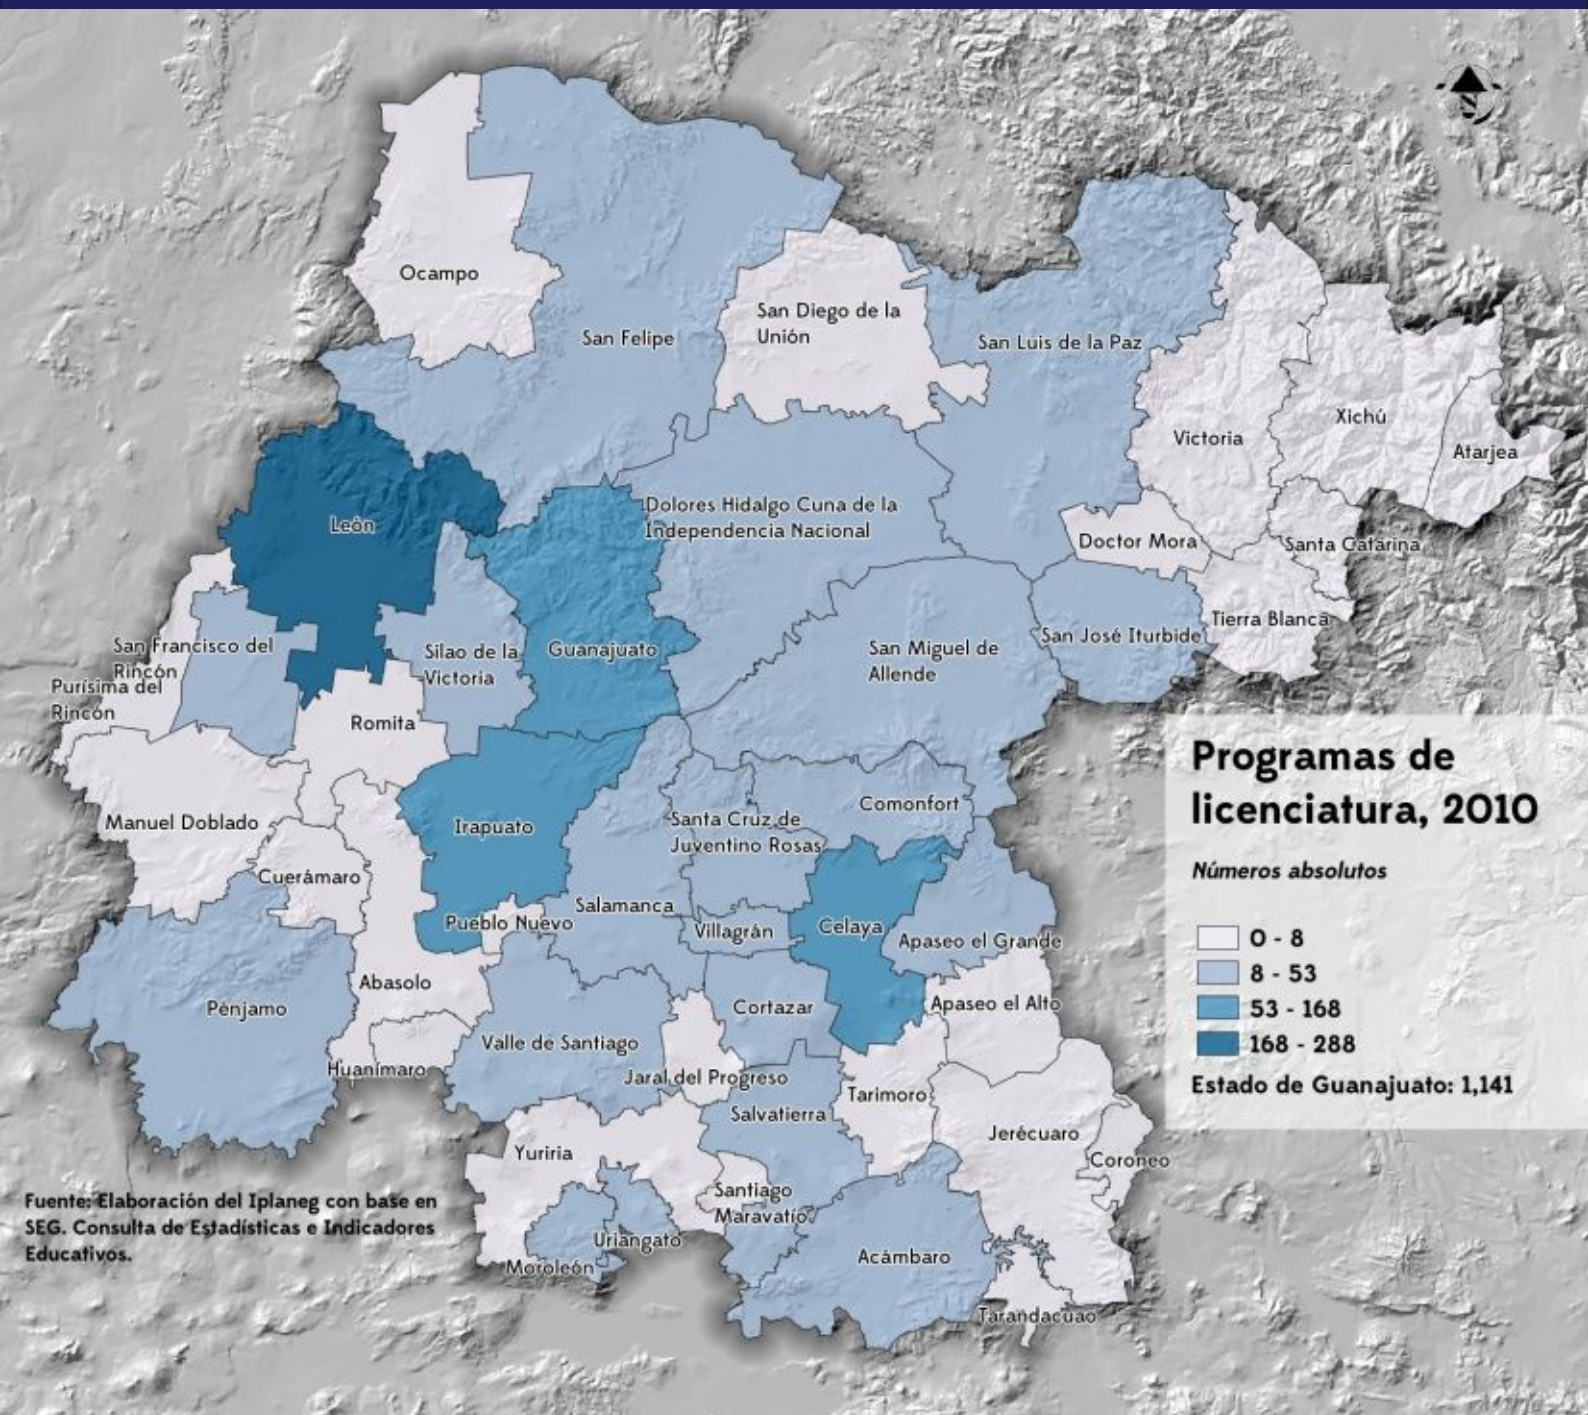 N
Ocampo
San Felipe
San Diego de la
Unión
San Luis de la Paz
Victoria
Xichú
Atarjea
León
Dolores Hidalgo Cuna de la
Independencia Nacional
Doctor Mora
Santa Catarina
Tierra Blanca
San José Iturbide
San Francisco del
Rincón
Purísima del
Rincón
Silao de la
Victoria
Guanajuato
San Miguel de
Allende
Romita
Manuel Doblado
Irapuato
Santa Cruz de
Juventino Rosas
Comonfort
Cuerámaro
Pueblo Nuevo
Salamanca
Villagrán
Celaya
Apaseo el Grande
Abasolo
Pénjamo
Cortazar
Apaseo el Alto
Valle de Santiago
Huanímaro
Jaral del Progreso
Salvatierra
Tarimoro
Jerécuaro
Coroneo
Yuriria
Santiago
Maravatío
Uriangato
Moroleón
Acámbaro
Tarandacuao
Programas de
licenciatura, 2010
Números absolutos
0 - 8
8 - 53
53 - 168
168 - 288
Estado de Guanajuato: 1,141
Fuente: Elaboración del Iplaneg con base en
SEG. Consulta de Estadísticas e Indicadores
Educativos.